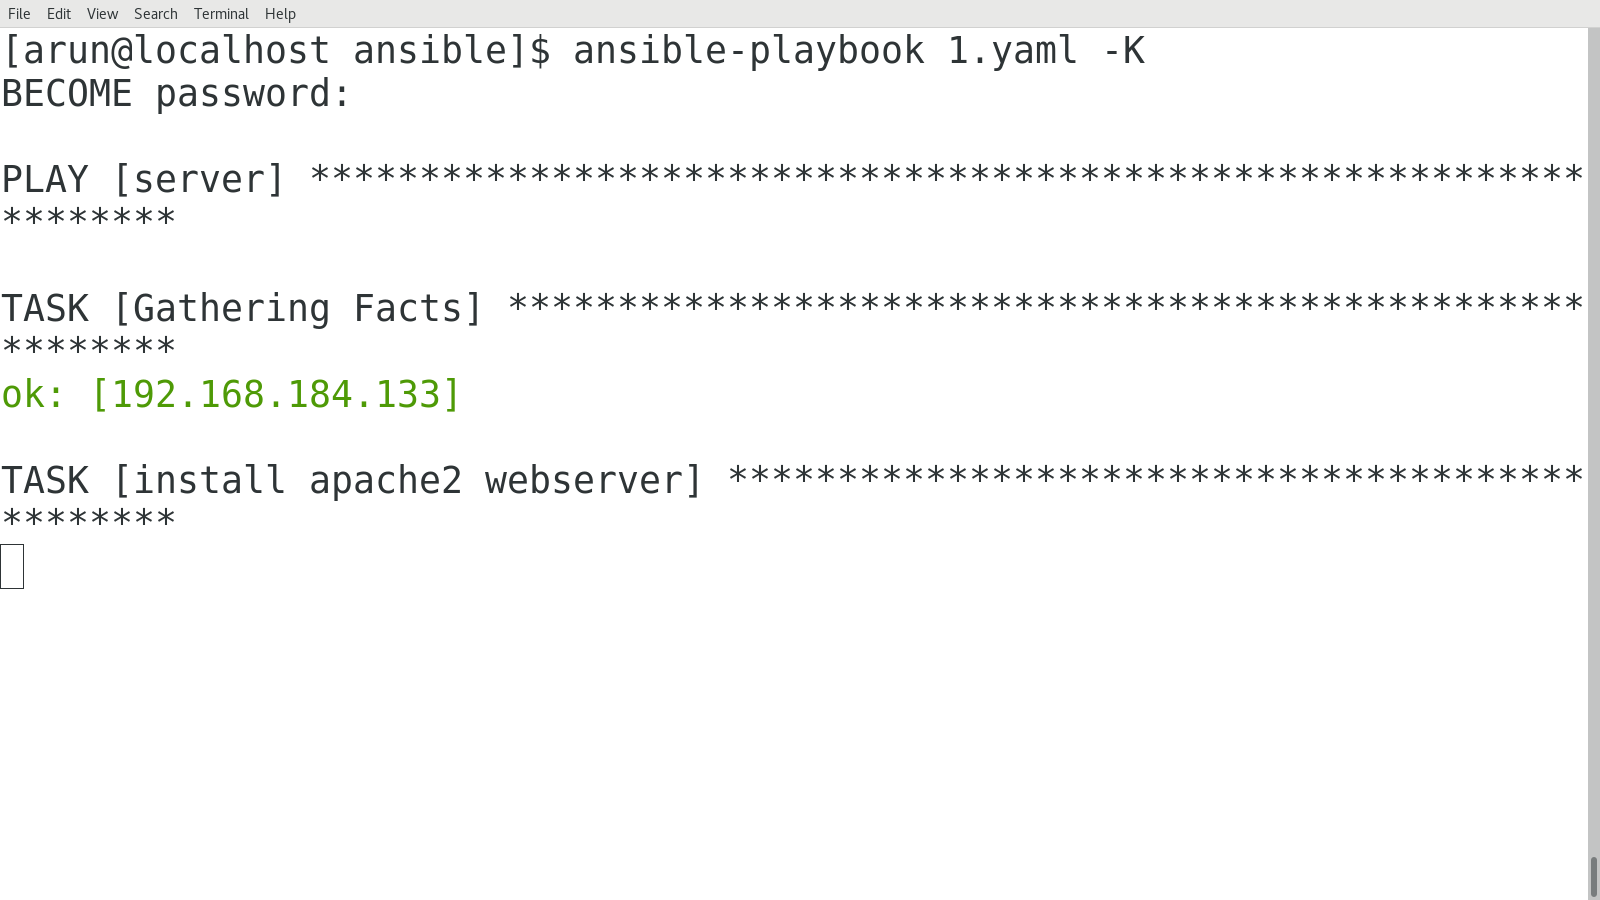 File Edit View Search Terminal Help
[arun@localhost ansible]$ ansible-playbook 1.yaml -K
BECOME password:
PLAY [server] **********************************************************
********
TASK [Gathering Facts] *************************************************
********
ok: [192.168.184.133]
TASK [install apache2 webserver] ***************************************
********